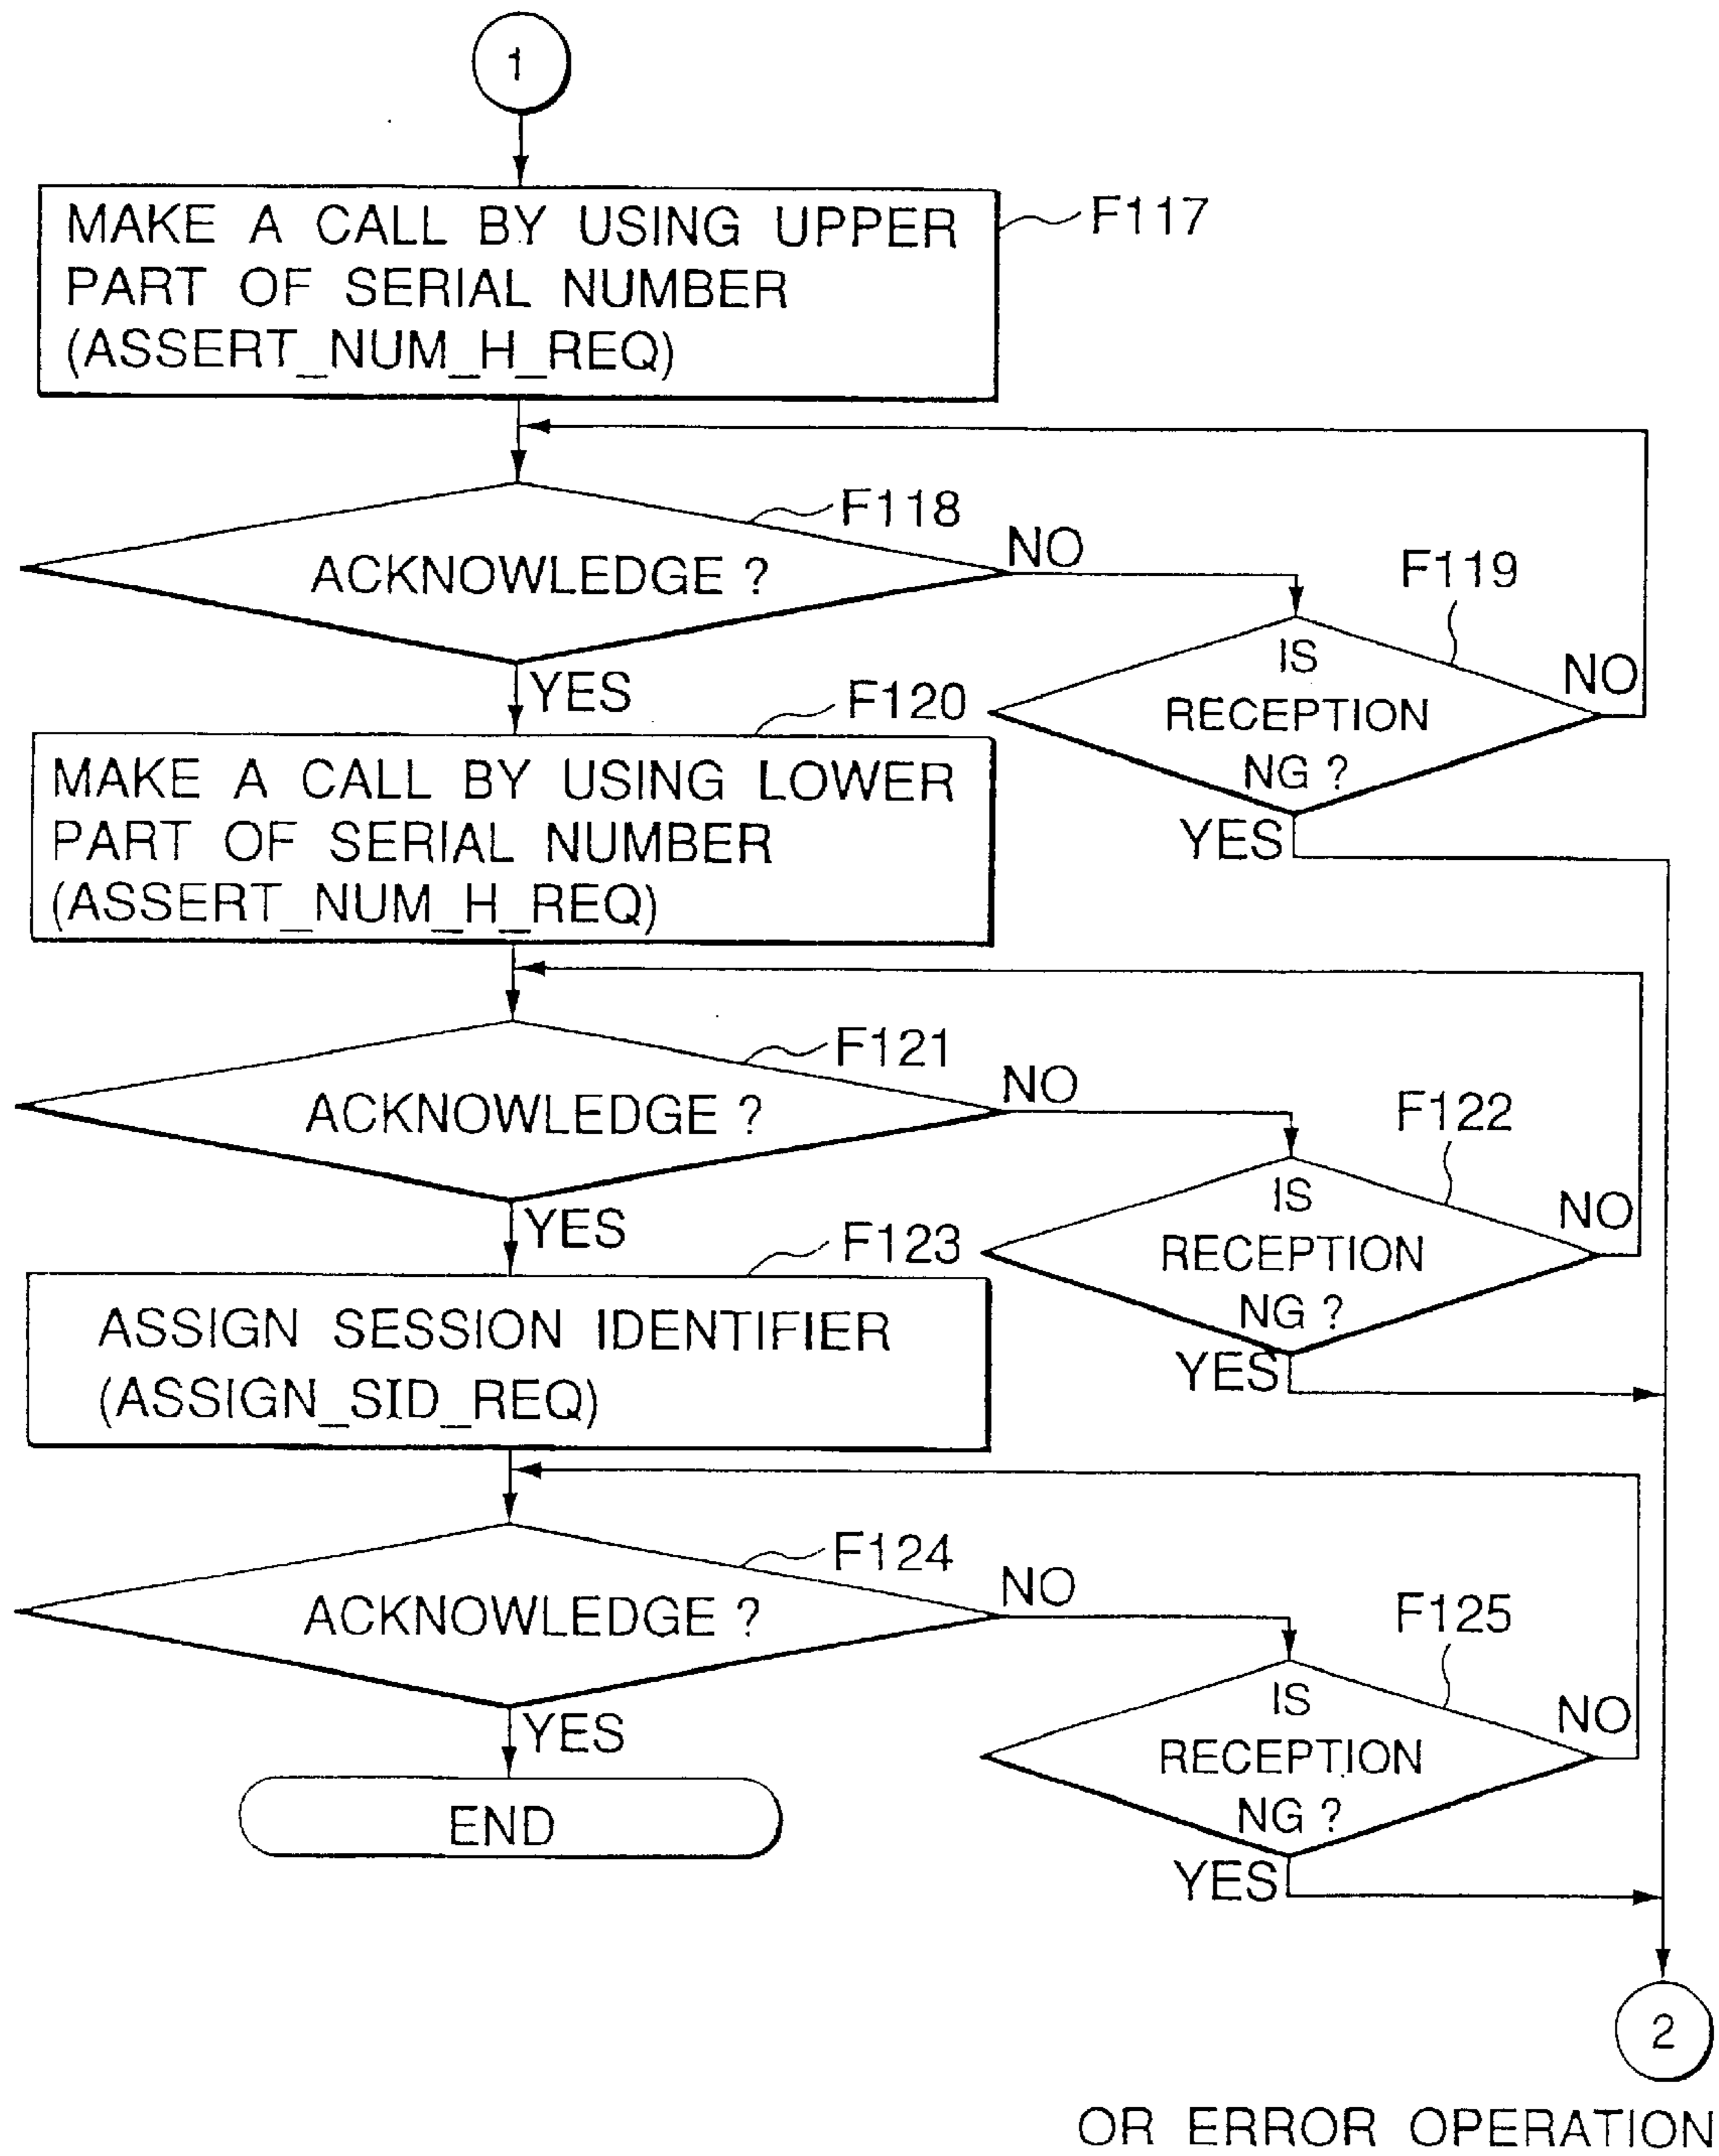 1
MAKE A CALL BY USING UPPER
PART OF SERIAL NUMBER
(ASSERT_NUM_H_REQ)
F117
ACKNOWLEDGE ?
F118
NO
YES
IS
RECEPTION
NG ?
F119
NO
YES
MAKE A CALL BY USING LOWER
PART OF SERIAL NUMBER
(ASSERT_NUM_H_REQ)
F120
ACKNOWLEDGE ?
F121
NO
YES
IS
RECEPTION
NG ?
F122
NO
YES
ASSIGN SESSION IDENTIFIER
(ASSIGN_SID_REQ)
F123
ACKNOWLEDGE ?
F124
NO
YES
IS
RECEPTION
NG ?
F125
NO
YES
END
2
OR ERROR OPERATION